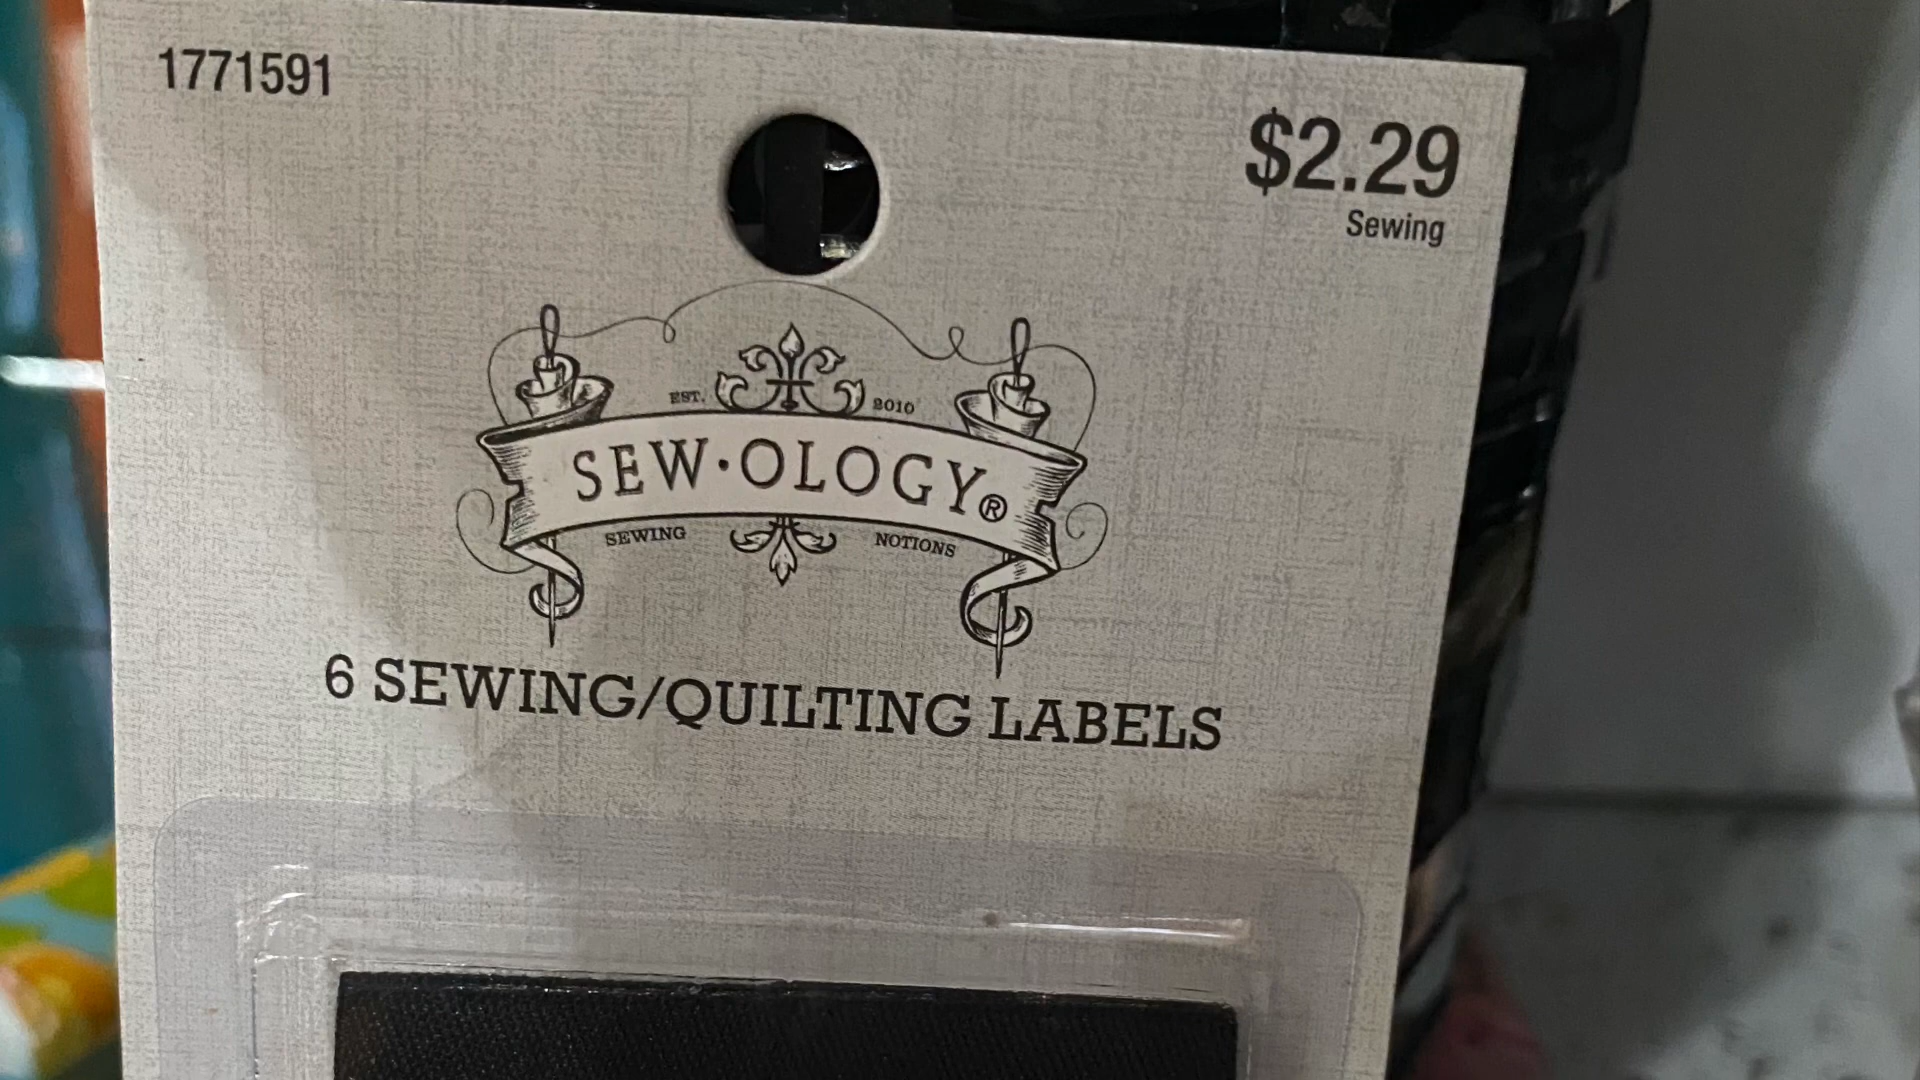 1771591
$2.29
Sewing
EST. 2010
SEW·OLOGY®
SEWING NOTIONS
6 SEWING/QUILTING LABELS